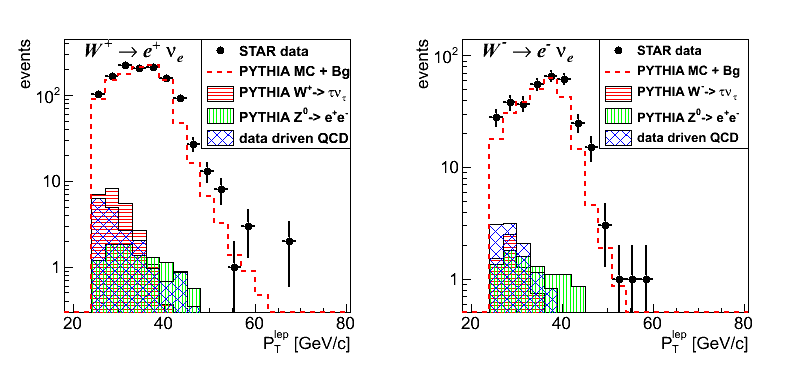 W⁺ → e⁺ νₑ
STAR data
PYTHIA MC + Bg
PYTHIA W⁺-> τν_τ
PYTHIA Z⁰-> e⁺e⁻
data driven QCD
events
10²
10
1
20 40 60 80
P_T^lep [GeV/c]
W⁻ → e⁻ νₑ
STAR data
PYTHIA MC + Bg
PYTHIA W⁻-> τν_τ
PYTHIA Z⁰-> e⁺e⁻
data driven QCD
events
10²
10
1
20 40 60 80
P_T^lep [GeV/c]